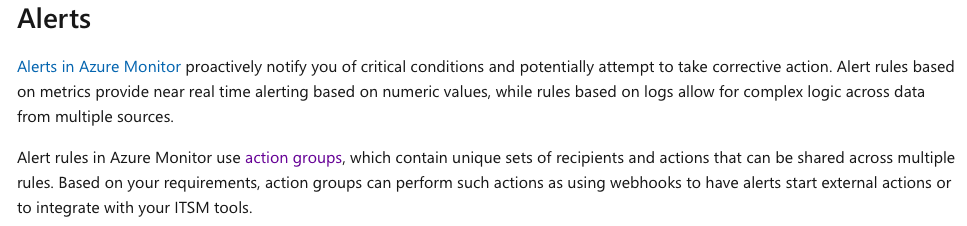 Alerts
Alerts in Azure Monitor proactively notify you of critical conditions and potentially attempt to take corrective action. Alert rules based
on metrics provide near real time alerting based on numeric values, while rules based on logs allow for complex logic across data
from multiple sources.
Alert rules in Azure Monitor use action groups, which contain unique sets of recipients and actions that can be shared across multiple
rules. Based on your requirements, action groups can perform such actions as using webhooks to have alerts start external actions or
to integrate with your ITSM tools.